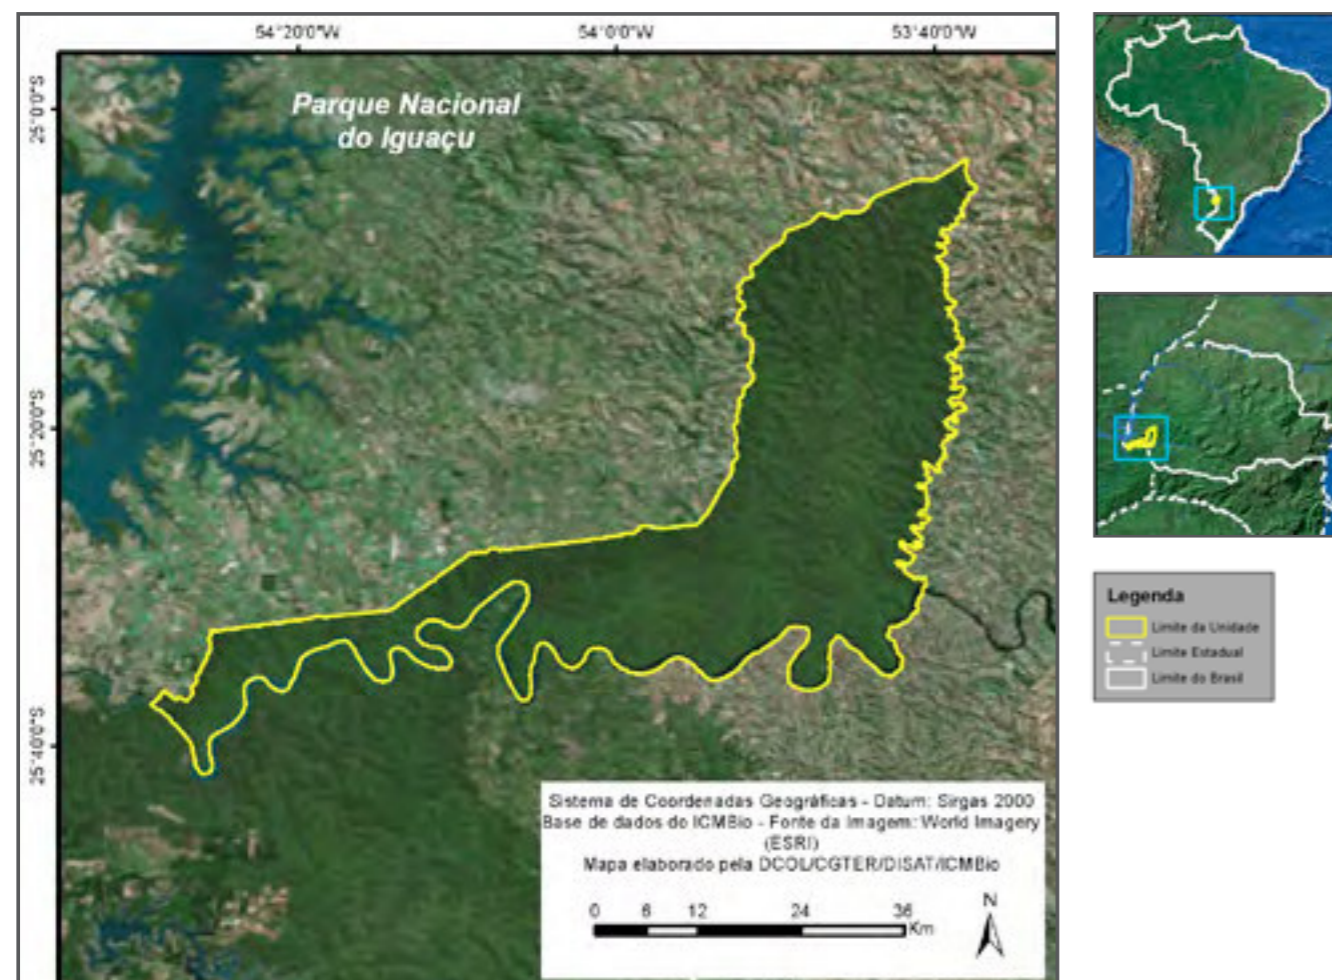 54°20'0"W 54°0'0"W 53°40'0"W
25°0'0"S
25°20'0"S
25°40'0"S
Parque Nacional
do Iguaçu
Sistema de Coordenadas Geográficas - Datum: Sirgas 2000
Base de dados do ICMBio - Fonte da Imagem: World Imagery
(ESRI)
Mapa elaborado pela DCOL/CGTER/DISAT/ICMBio
0 6 12 24 36
Km
N
Legenda
Limite da Unidade
Limite Estadual
Limite do Brasil